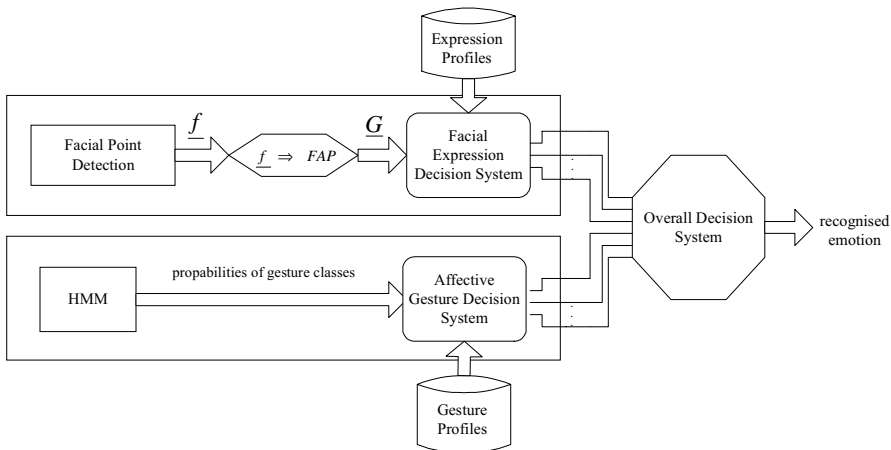 Expression
Profiles
f
G
Facial Point
Detection
f ⇒ FAP
Facial
Expression
Decision System
Overall Decision
System
recognised
emotion
propabilities of gesture classes
HMM
Affective
Gesture Decision
System
Gesture
Profiles